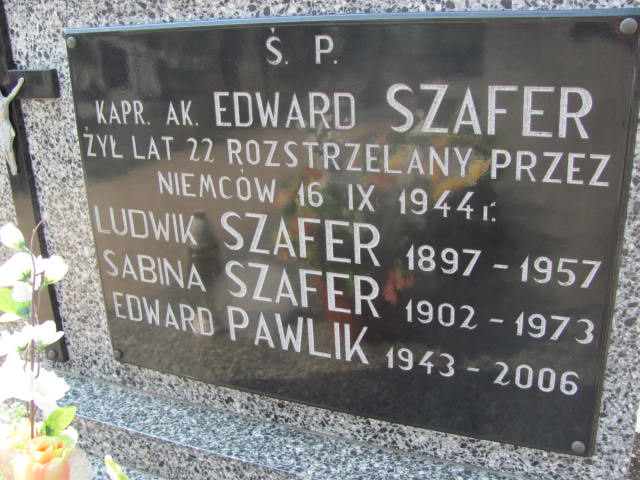 Ś. P.
KAPR. AK. EDWARD SZAFER
ŻYŁ LAT 22 ROZSTRZELANY PRZEZ
NIEMCÓW 16 IX 1944 r.
LUDWIK SZAFER 1897 - 1957
SABINA SZAFER 1902 - 1973
EDWARD PAWLIK 1943 - 2006